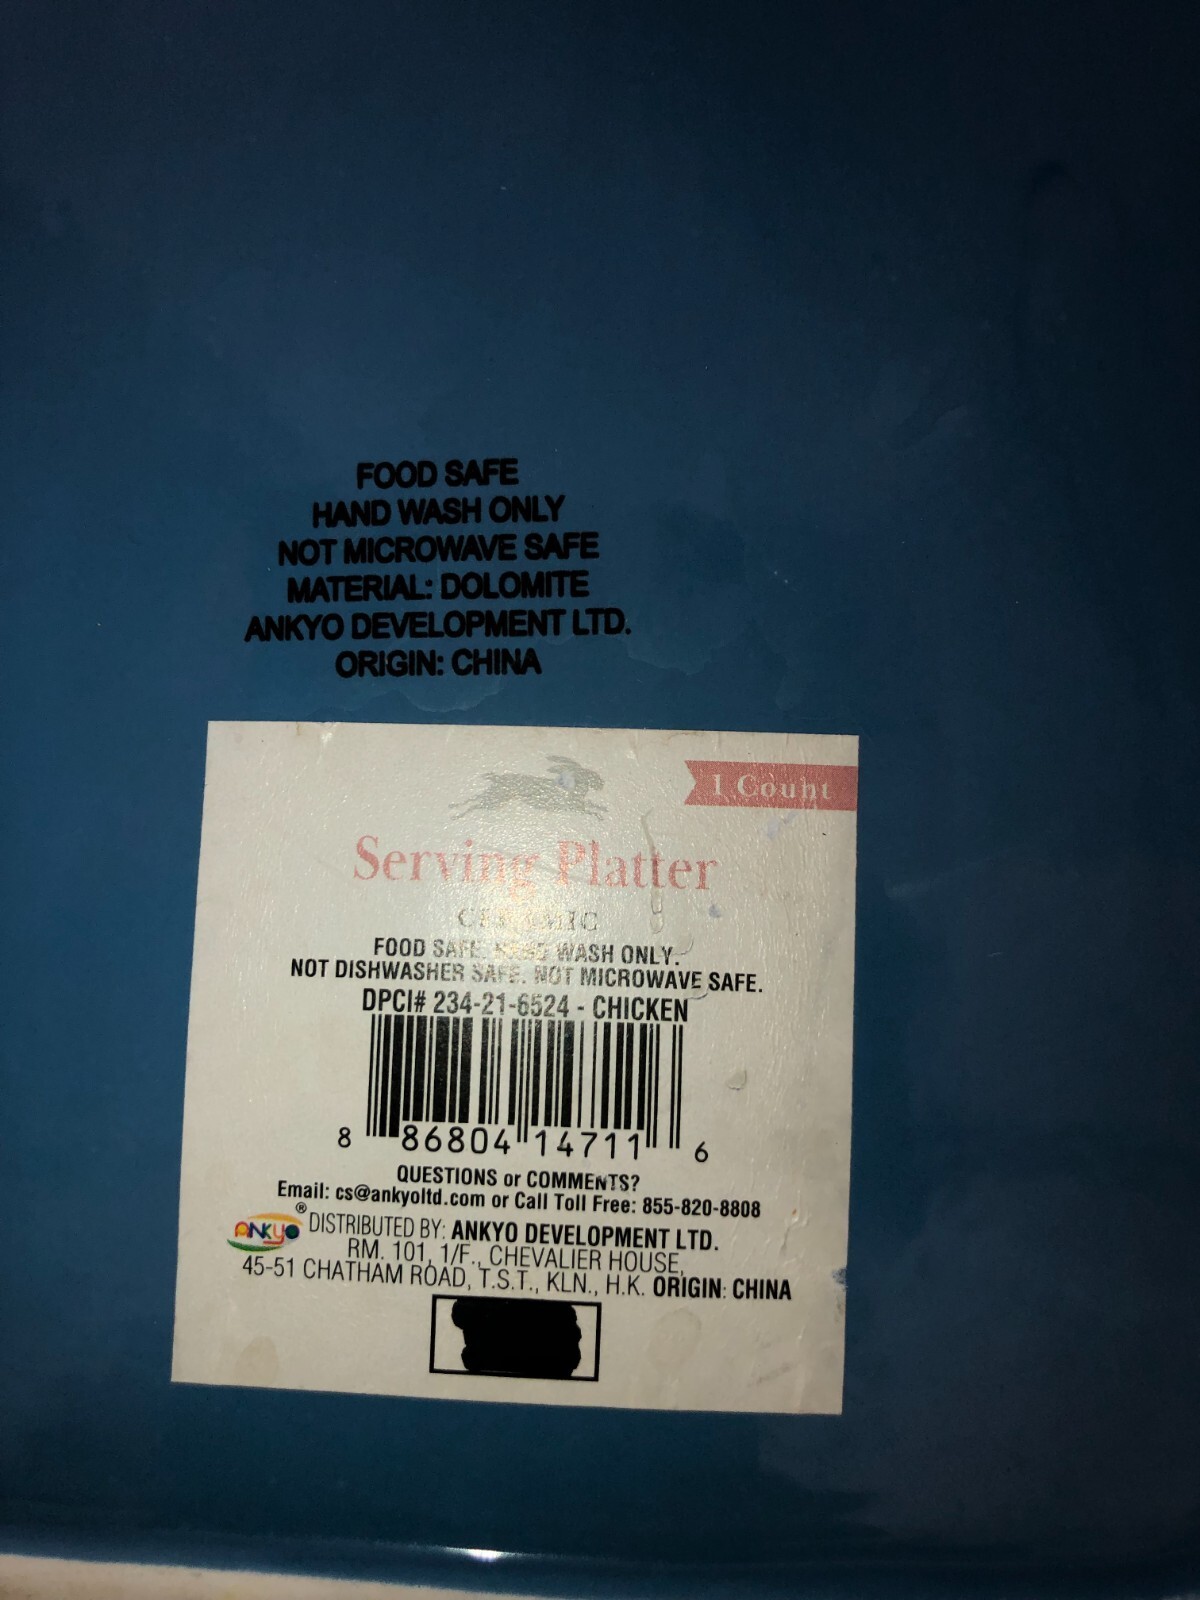 FOOD SAFE
HAND WASH ONLY
NOT MICROWAVE SAFE
MATERIAL: DOLOMITE
ANKYO DEVELOPMENT LTD.
ORIGIN: CHINA
1 Count
Serving Platter
CERAMIC
FOOD SAFE. HAND WASH ONLY.
NOT DISHWASHER SAFE. NOT MICROWAVE SAFE.
DPCI# 234-21-6524 - CHICKEN
8 86804 14711 6
QUESTIONS or COMMENTS?
Email: cs@ankyoltd.com or Call Toll Free: 855-820-8808
ANKYO ® DISTRIBUTED BY: ANKYO DEVELOPMENT LTD.
RM. 101, 1/F., CHEVALIER HOUSE,
45-51 CHATHAM ROAD, T.S.T., KLN., H.K. ORIGIN: CHINA